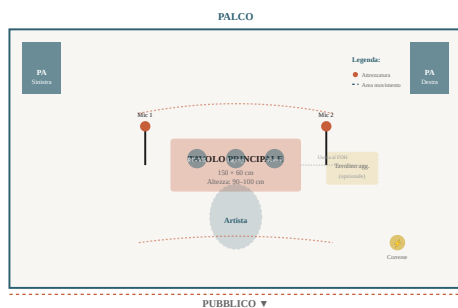 PALCO
PA
Sinistra
PA
Destra
Legenda:
Attrezzatura
Area movimento
Mic 1
Mic 2
TAVOLO PRINCIPALE
150 × 60 cm
Altezza: 90–100 cm
Tavolino agg.
(opzionale)
Artista
Corrente
PUBBLICO ▼